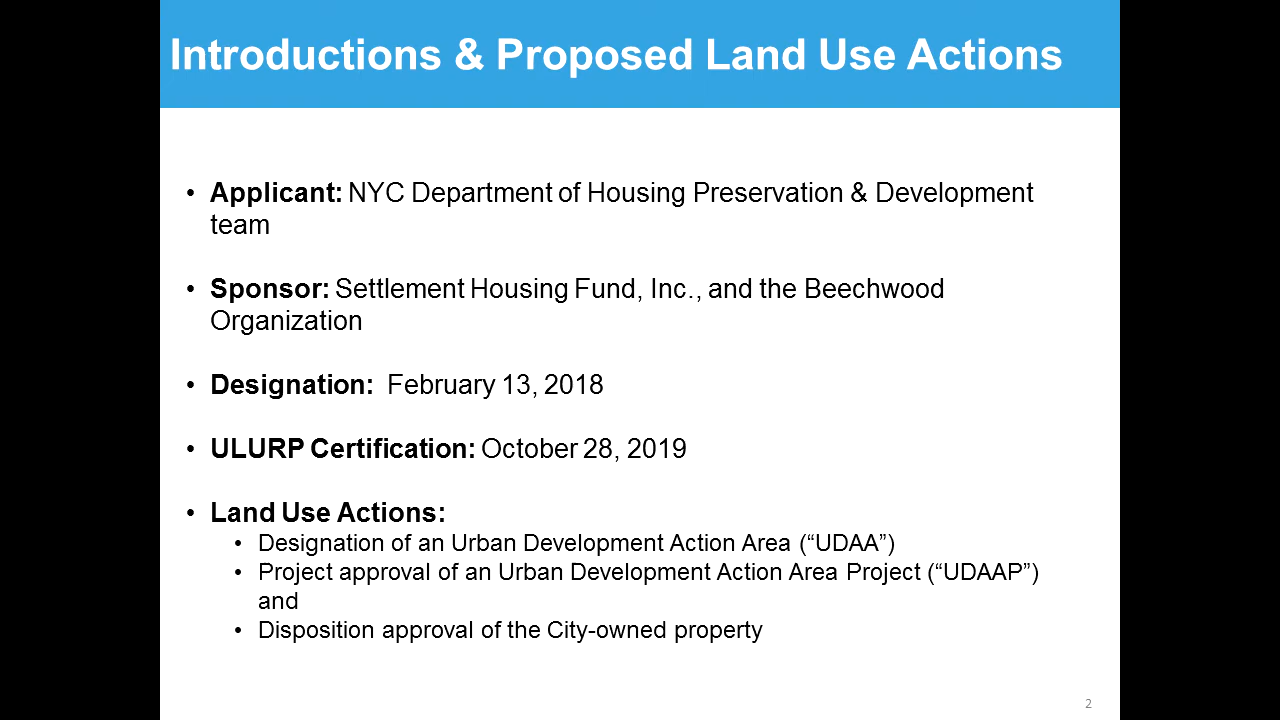 Introductions & Proposed Land Use Actions
• Applicant: NYC Department of Housing Preservation & Development
team
• Sponsor: Settlement Housing Fund, Inc., and the Beechwood
Organization
• Designation:  February 13, 2018
• ULURP Certification: October 28, 2019
• Land Use Actions:
• Designation of an Urban Development Action Area (“UDAA”)
• Project approval of an Urban Development Action Area Project (“UDAAP”)
and
• Disposition approval of the City-owned property
2